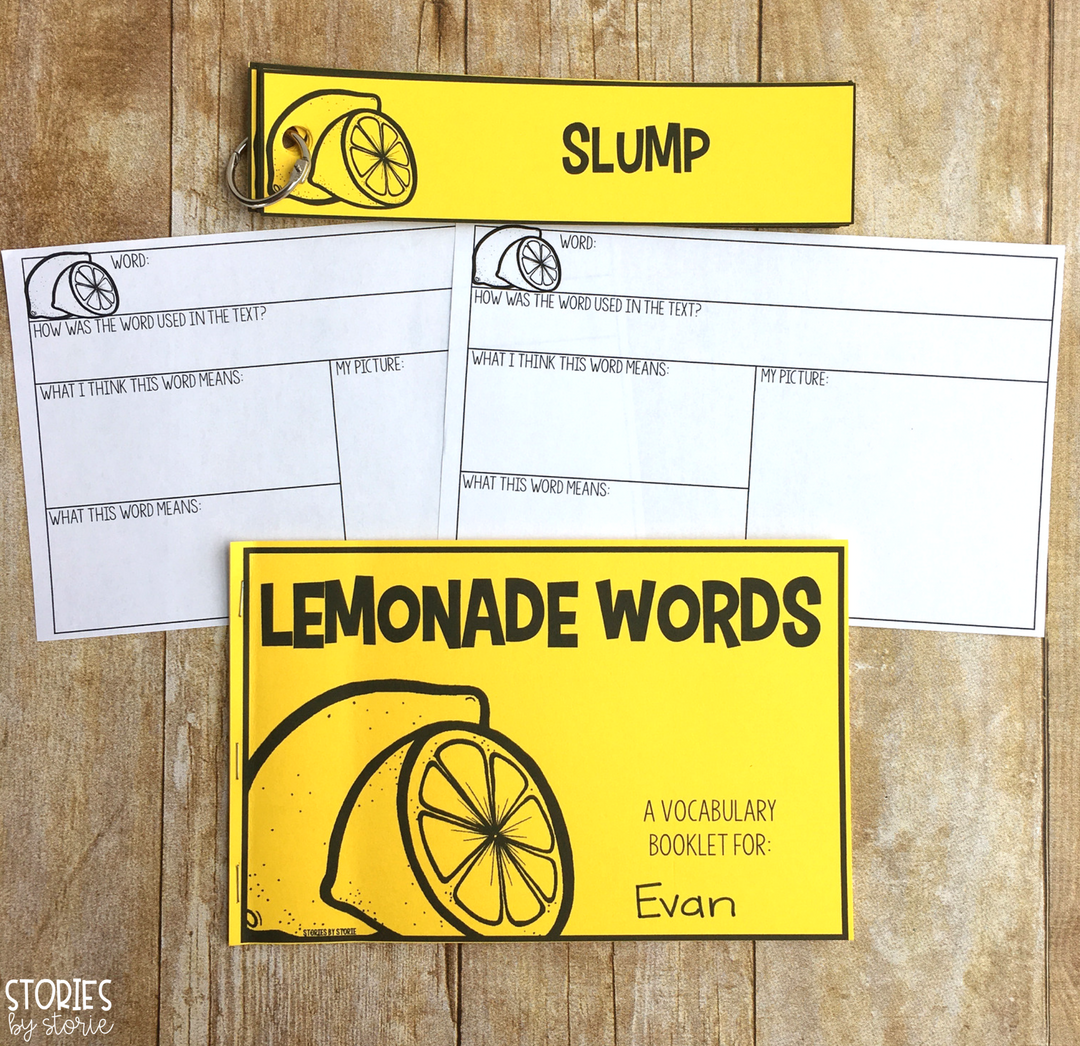 SLUMP
WORD:
HOW WAS THE WORD USED IN THE TEXT?
WHAT I THINK THIS WORD MEANS:
MY PICTURE:
WHAT THIS WORD MEANS:
WORD:
HOW WAS THE WORD USED IN THE TEXT?
WHAT I THINK THIS WORD MEANS:
MY PICTURE:
WHAT THIS WORD MEANS:
LEMONADE WORDS
A VOCABULARY
BOOKLET FOR:
Evan
STORIES BY STORIE
STORIES
by storie